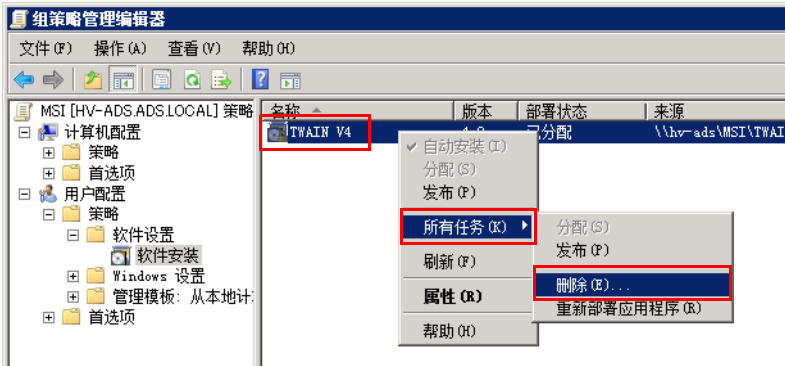 组策略管理编辑器
文件(F) 操作(A) 查看(V) 帮助(H)
MSI [HV-ADS.ADS.LOCAL] 策略
计算机配置
策略
首选项
用户配置
策略
软件设置
软件安装
Windows 设置
管理模板: 从本地计
首选项
名称 版本 部署状态 来源
TWAIN V4 已分配 \\hv-ads\MSI\TWAI
自动安装(I)
分配(S)
发布(P)
所有任务(K)
刷新(F)
属性(R)
帮助(H)
分配(S)
发布(P)
删除(E)...
重新部署应用程序(R)